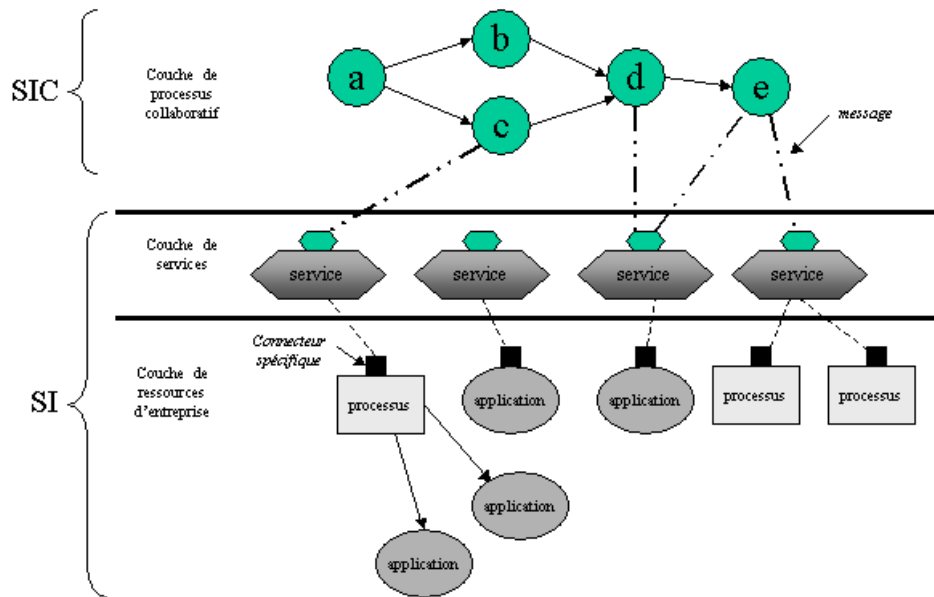 b
a
d
e
c
SIC
Couche de
processus
collaboratif
message
Couche de
services
service
service
service
service
SI
Connecteur
spécifique
Couche de
ressources
d'entreprise
processus
application
application
processus
processus
application
application